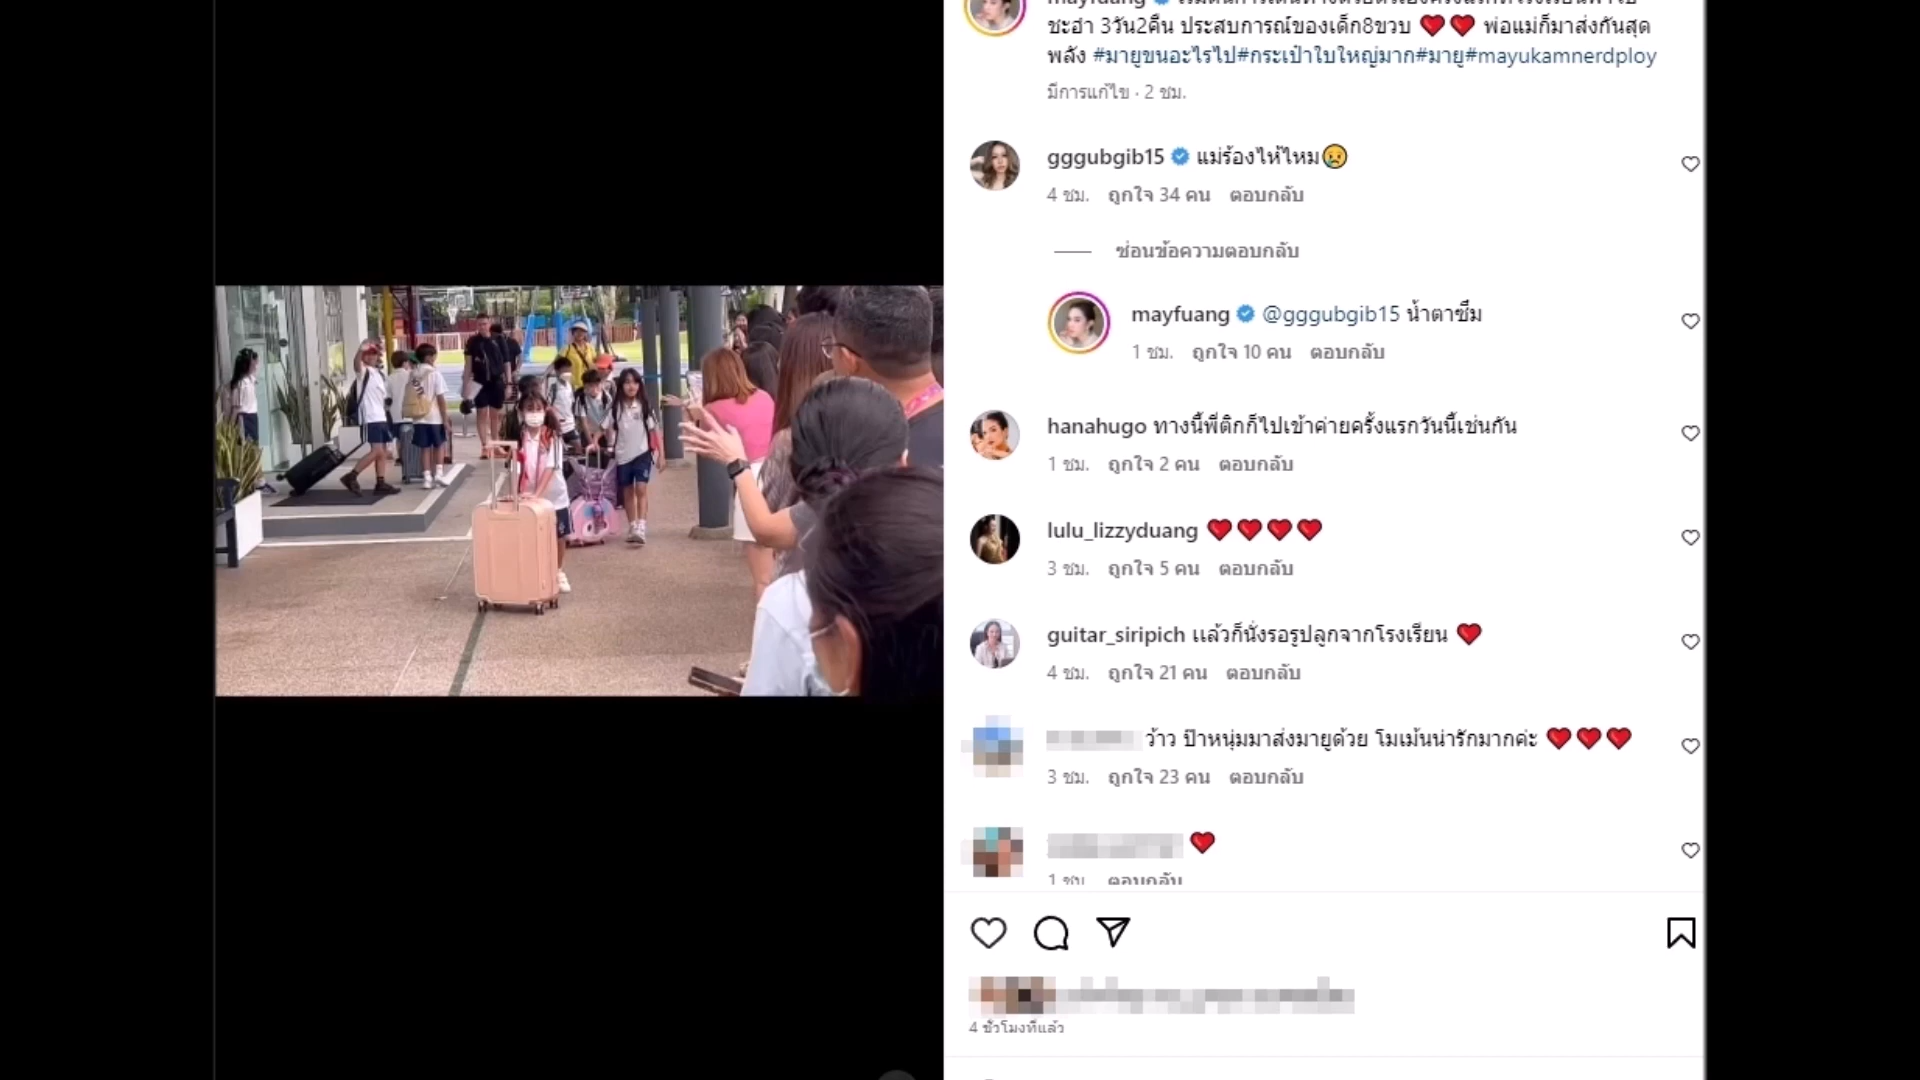 ชะอำ 3วัน2คืน ประสบการณ์ของเด็ก8ขวบ ❤️❤️ พ่อแม่ก็มาส่งกันสุด
พลัง #มายูขนอะไรไป#กระเป๋าใบใหญ่มาก#มายู#mayukamnerdploy
มีการแก้ไข · 2 ชม.
gggubgib15 แม่ร้องไห้ไหม😢
4 ชม. ถูกใจ 34 คน ตอบกลับ
ซ่อนข้อความตอบกลับ
mayfuang @gggubgib15 น้ำตาซึม
1 ชม. ถูกใจ 10 คน ตอบกลับ
hanahugo ทางนี้พี่ติกก็ไปเข้าค่ายครั้งแรกวันนี้เช่นกัน
1 ชม. ถูกใจ 2 คน ตอบกลับ
lulu_lizzyduang ❤️❤️❤️❤️
3 ชม. ถูกใจ 5 คน ตอบกลับ
guitar_siripich แล้วก็นั่งรอรูปลูกจากโรงเรียน ❤️
4 ชม. ถูกใจ 21 คน ตอบกลับ
ว้าว ป๊าหนุ่มมาส่งมายูด้วย โมเม้นน่ารักมากค่ะ ❤️❤️❤️
3 ชม. ถูกใจ 23 คน ตอบกลับ
❤️
1 ชม. ตอบกลับ
4 ชั่วโมงที่แล้ว